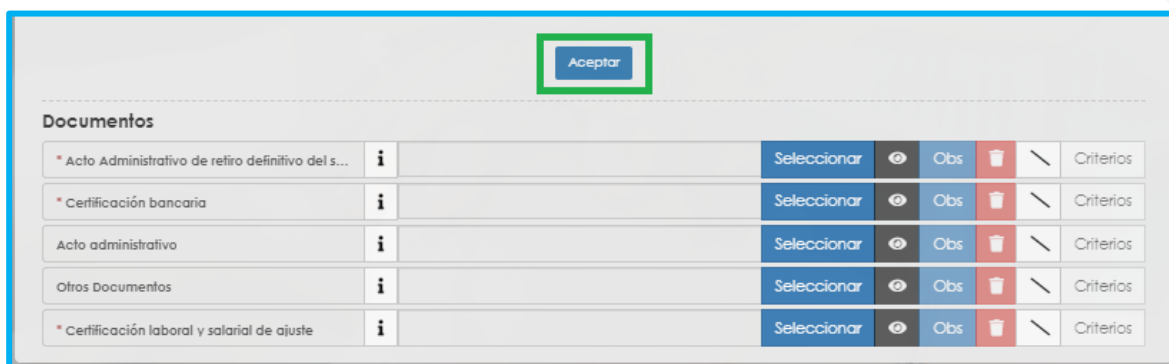 Aceptar
Documentos
* Acto Administrativo de retiro definitivo del s... i Seleccionar Obs Criterios
* Certificación bancaria i Seleccionar Obs Criterios
Acto administrativo i Seleccionar Obs Criterios
Otros Documentos i Seleccionar Obs Criterios
* Certificación laboral y salarial de ajuste i Seleccionar Obs Criterios